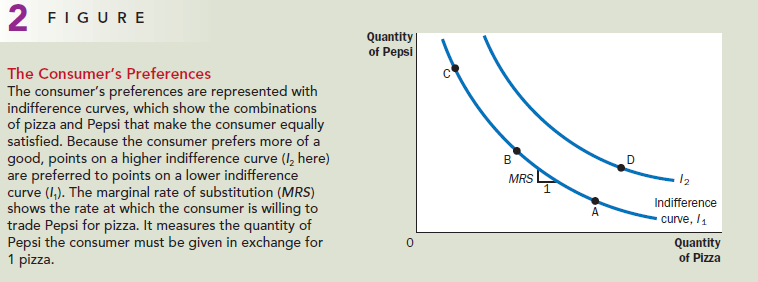 2 FIGURE
The Consumer's Preferences
The consumer's preferences are represented with
indifference curves, which show the combinations
of pizza and Pepsi that make the consumer equally
satisfied. Because the consumer prefers more of a
good, points on a higher indifference curve (I₂ here)
are preferred to points on a lower indifference
curve (I₁). The marginal rate of substitution (MRS)
shows the rate at which the consumer is willing to
trade Pepsi for pizza. It measures the quantity of
Pepsi the consumer must be given in exchange for
1 pizza.
Quantity
of Pepsi
C
B
D
MRS
1
A
I₂
Indifference
curve, I₁
0
Quantity
of Pizza